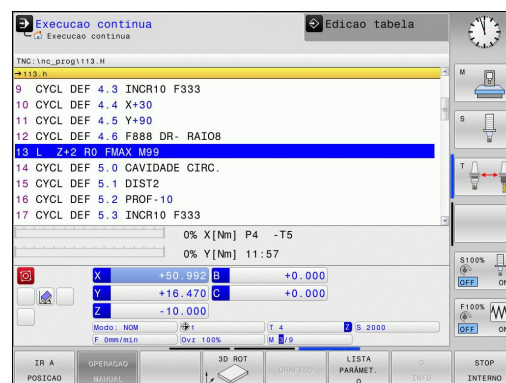 Execucao continua
Execucao continua
Edicao tabela
TNC:\nc_prog\113.H
→113.h
9 CYCL DEF 4.3 INCR10 F333
10 CYCL DEF 4.4 X+30
11 CYCL DEF 4.5 Y+90
12 CYCL DEF 4.6 F888 DR- RAIO8
13 L Z+2 R0 FMAX M99
14 CYCL DEF 5.0 CAVIDADE CIRC.
15 CYCL DEF 5.1 DIST2
16 CYCL DEF 5.2 PROF-10
17 CYCL DEF 5.3 INCR10 F333
0% X[Nm] P4 -T5
0% Y[Nm] 11:57
X +50.992 B +0.000
Y +16.470 C +0.000
Z -10.000
Modo: NOM 1 T 4 Z S 2000
F 0mm/min Ovr 100% M 8/9
M
S
T
S100%
OFF ON
F100%
OFF ON
IR A
POSICAO
OPERACAO
MANUAL
3D ROT
GRAFICO
LISTA
PARÂMET.
Q
Q
INFO
STOP
INTERNO